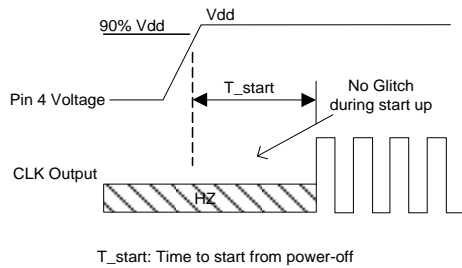 90% Vdd
Vdd
T_start
No Glitch
during start up
Pin 4 Voltage
CLK Output
HZ
T_start: Time to start from power-off